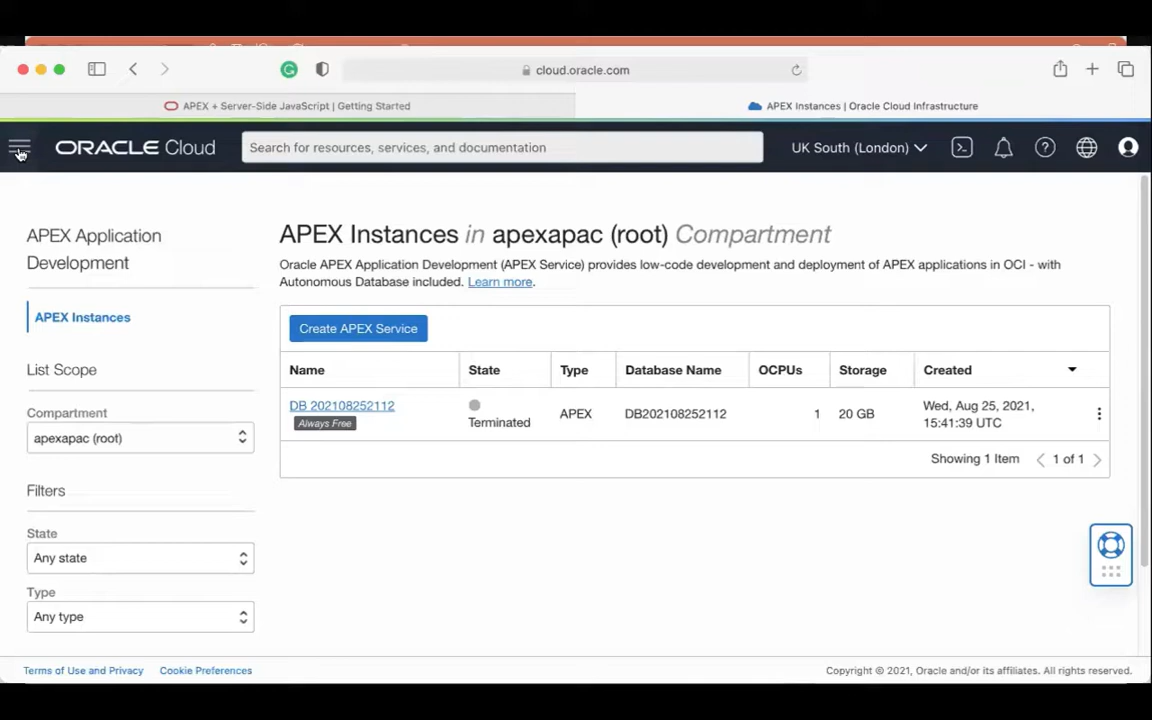 cloud.oracle.com
APEX + Server-Side JavaScript | Getting Started
APEX Instances | Oracle Cloud Infrastructure
ORACLE Cloud
Search for resources, services, and documentation
UK South (London)
APEX Application
Development
APEX Instances
List Scope
Compartment
apexapac (root)
Filters
State
Any state
Type
Any type
APEX Instances in apexapac (root) Compartment
Oracle APEX Application Development (APEX Service) provides low-code development and deployment of APEX applications in OCI - with
Autonomous Database included. Learn more.
Create APEX Service
Name State Type Database Name OCPUs Storage Created
DB 202108252112
Always Free
Terminated
APEX
DB202108252112
1
20 GB
Wed, Aug 25, 2021,
15:41:39 UTC
Showing 1 Item
1 of 1
Terms of Use and Privacy
Cookie Preferences
Copyright © 2021, Oracle and/or its affiliates. All rights reserved.